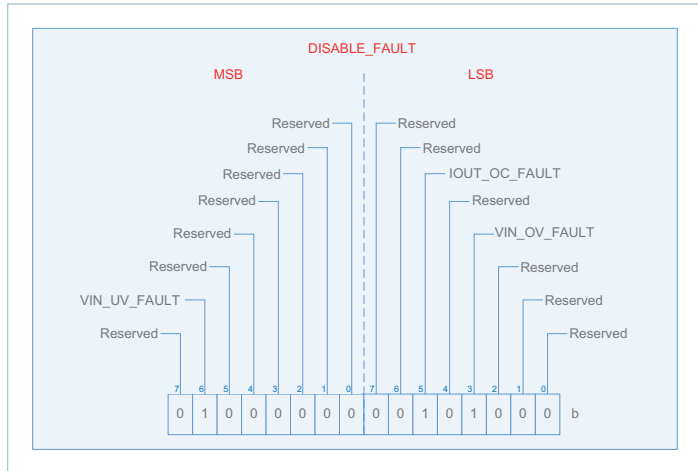 DISABLE_FAULT
MSB LSB
Reserved Reserved
Reserved Reserved
Reserved IOUT_OC_FAULT
Reserved Reserved
Reserved VIN_OV_FAULT
Reserved Reserved
VIN_UV_FAULT Reserved
Reserved Reserved
7 6 5 4 3 2 1 0 7 6 5 4 3 2 1 0
0 1 0 0 0 0 0 0 0 0 1 0 1 0 0 0 b